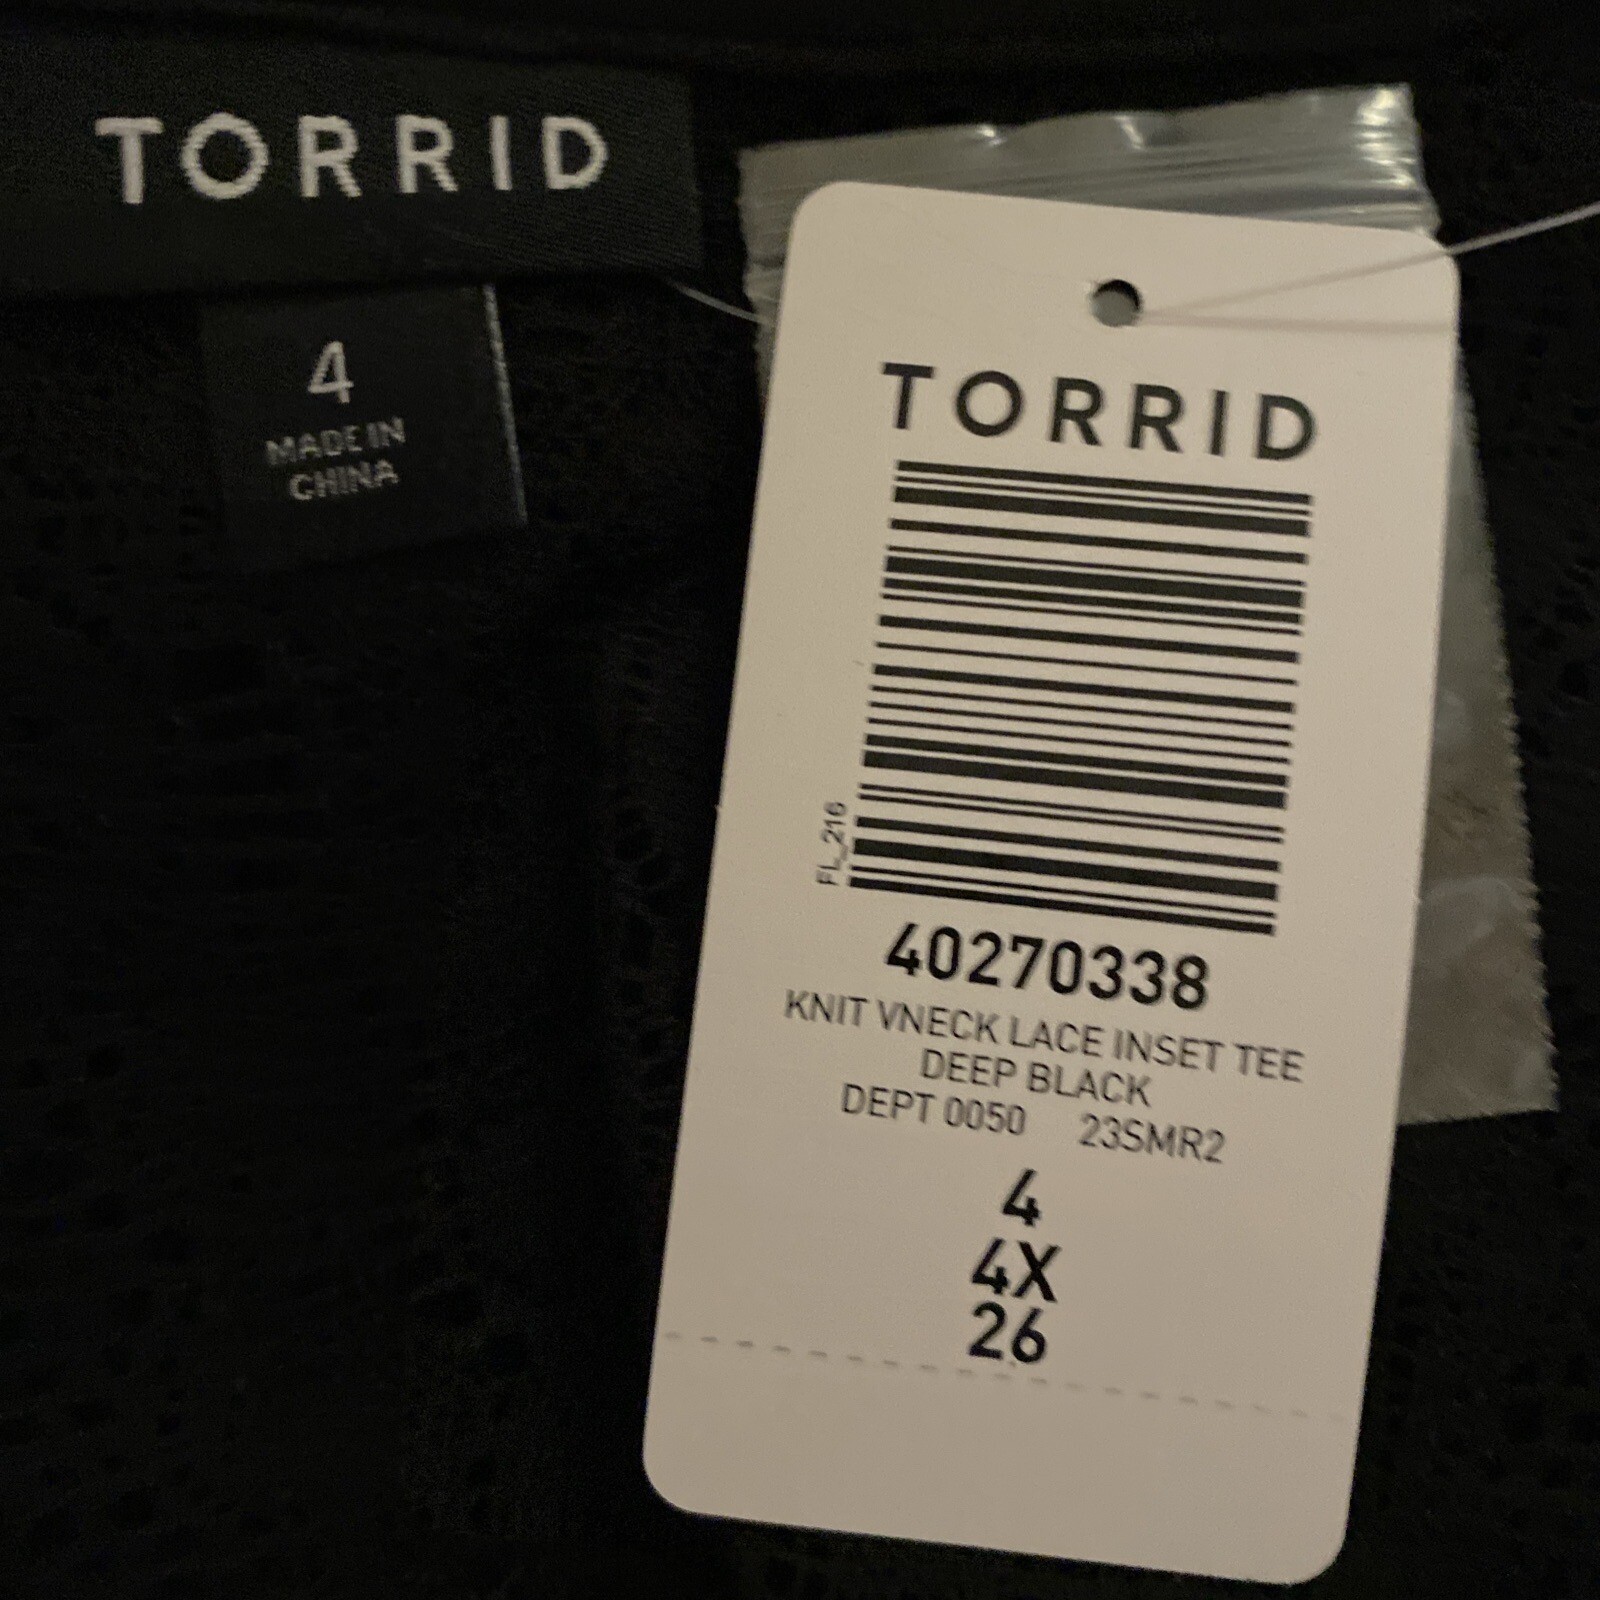 TORRID
4
MADE IN
CHINA
TORRID
FL_216
40270338
KNIT VNECK LACE INSET TEE
DEEP BLACK
DEPT 0050 23SMR2
4
4X
26